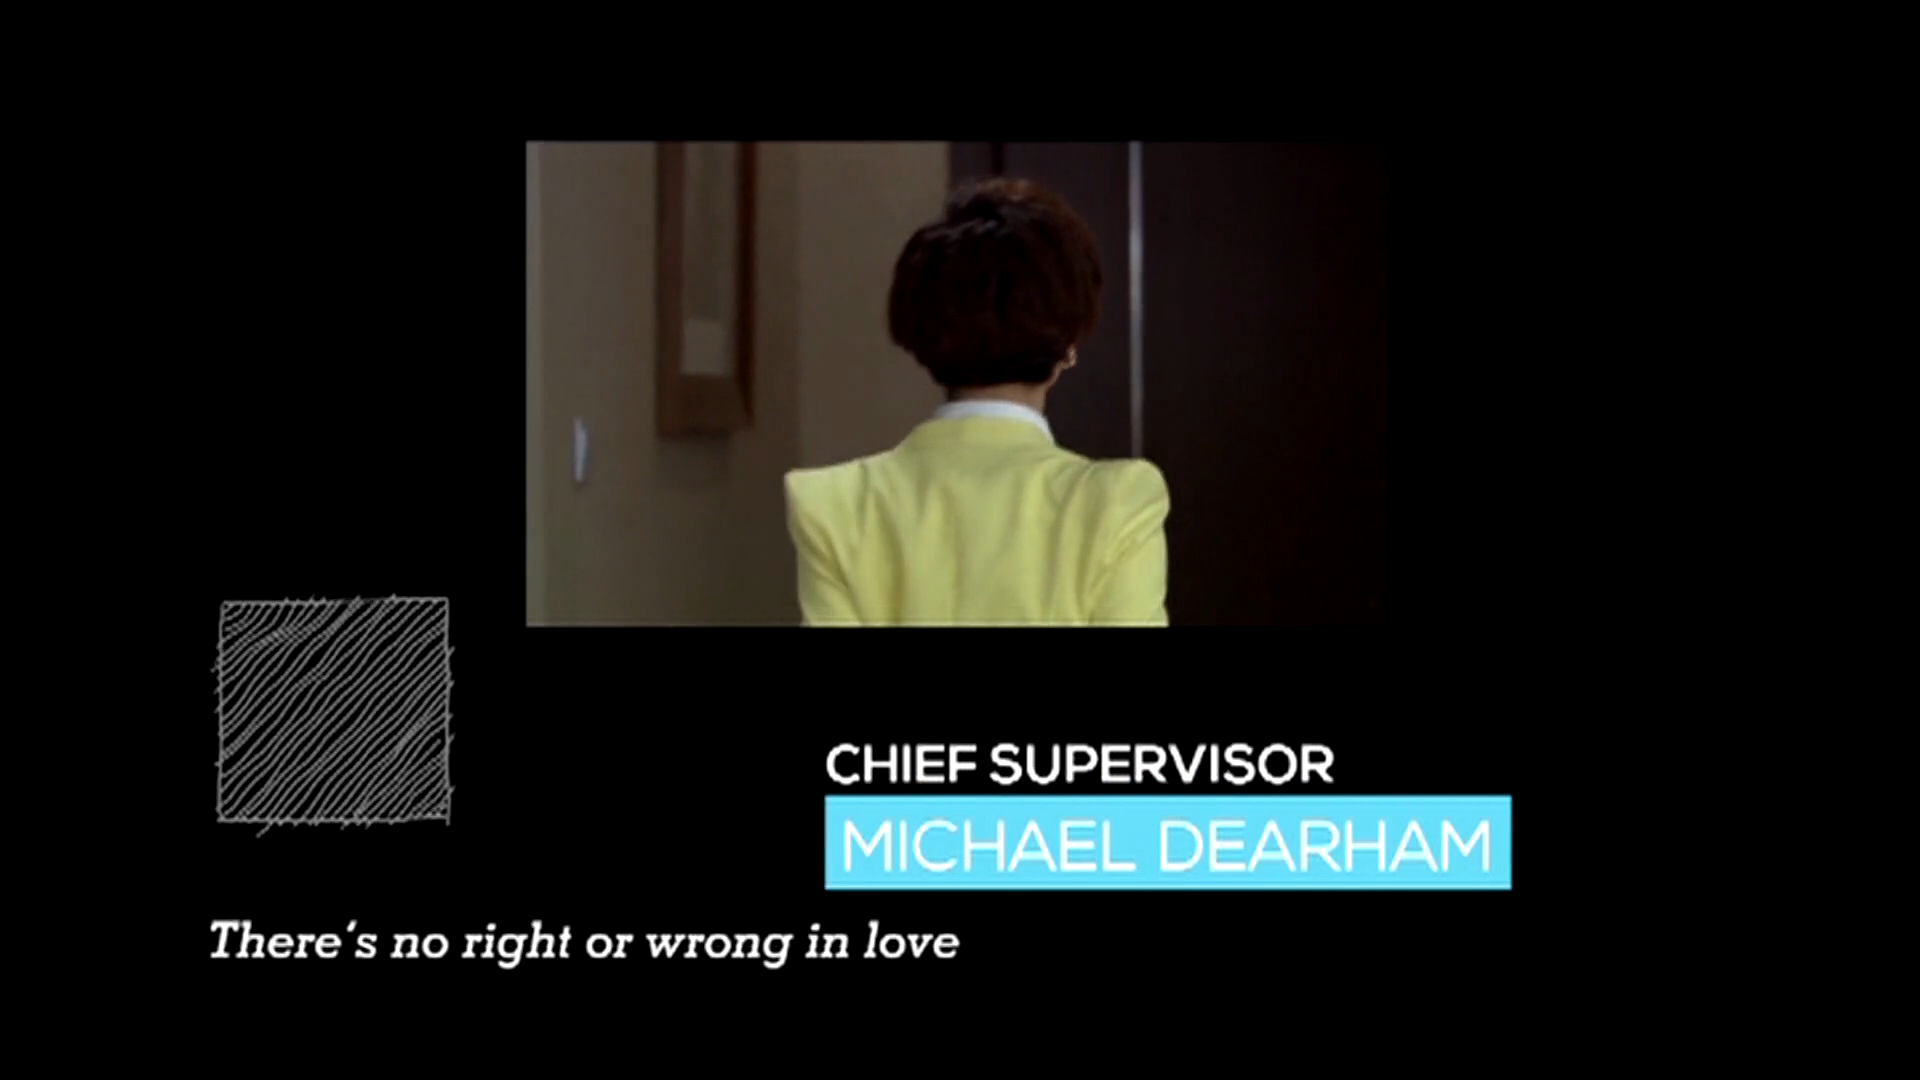 CHIEF SUPERVISOR
MICHAEL DEARHAM
There's no right or wrong in love